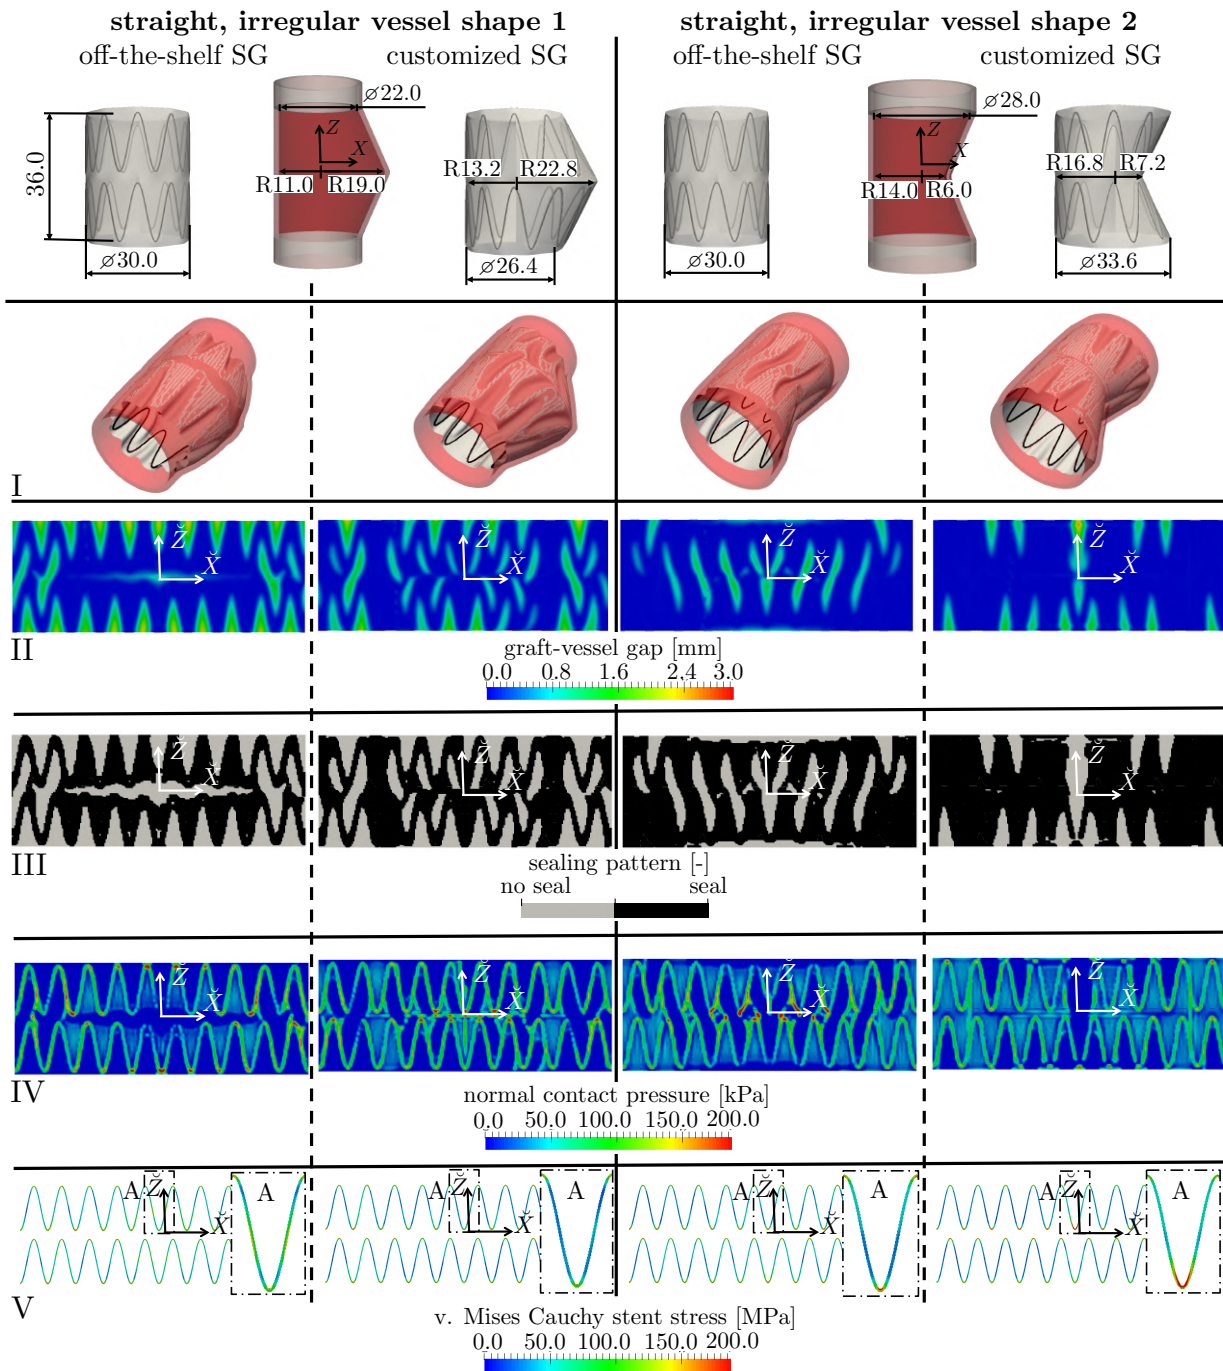 straight, irregular vessel shape 1
straight, irregular vessel shape 2
off-the-shelf SG
customized SG
off-the-shelf SG
customized SG
36.0
⌀30.0
⌀22.0
Z
X
R11.0
R19.0
R13.2
R22.8
⌀26.4
⌀30.0
⌀28.0
Z
X
R14.0
R6.0
R16.8
R7.2
⌀33.6
I
Z̆
X̆
Z̆
X̆
Z̆
X̆
Z̆
X̆
II
graft-vessel gap [mm]
0.0 0.8 1.6 2.4 3.0
Z̆
X̆
Z̆
X̆
Z̆
X̆
Z̆
X̆
III
sealing pattern [-]
no seal seal
Z̆
X̆
Z̆
X̆
Z̆
X̆
Z̆
X̆
IV
normal contact pressure [kPa]
0.0 50.0 100.0 150.0 200.0
A Z̆ X̆ A
A Z̆ X̆ A
A Z̆ X̆ A
A Z̆ X̆ A
V
v. Mises Cauchy stent stress [MPa]
0.0 50.0 100.0 150.0 200.0